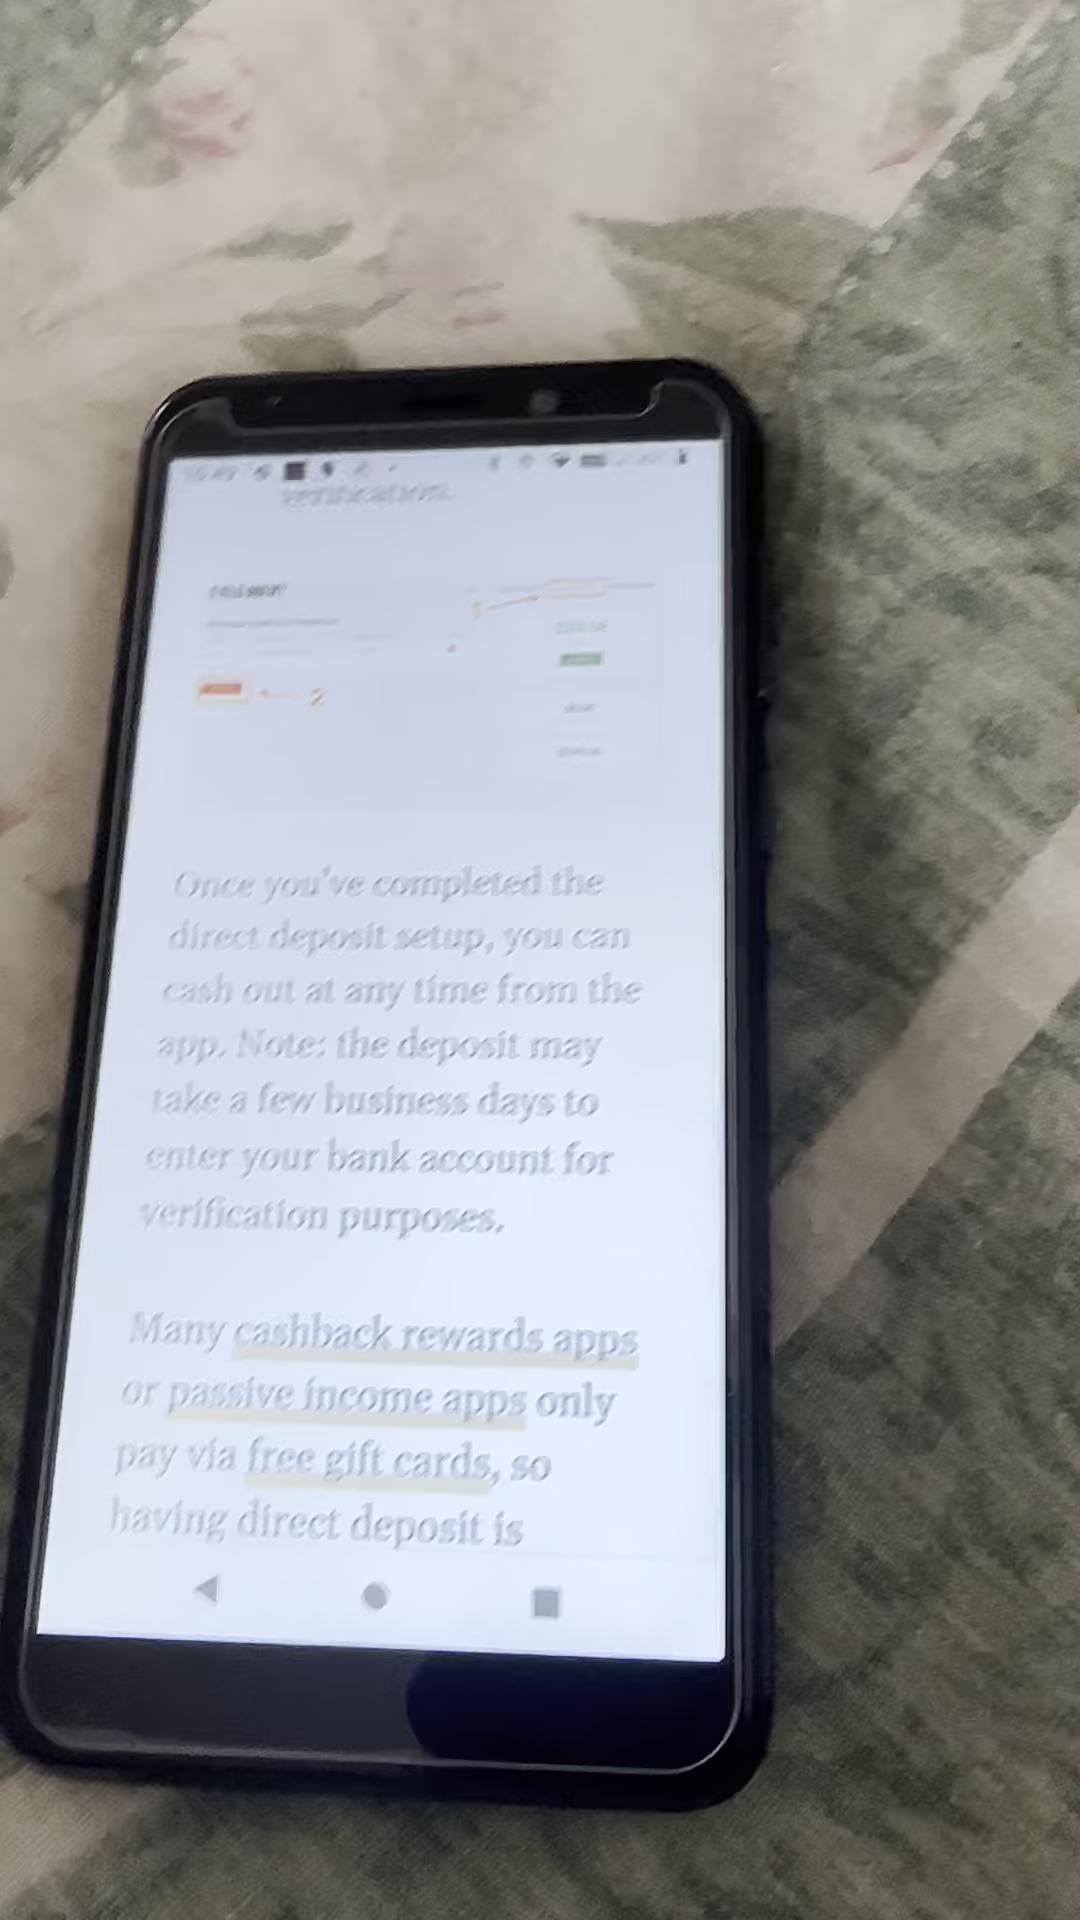 verification.
2
Once you've completed the
direct deposit setup, you can
cash out at any time from the
app. Note: the deposit may
take a few business days to
enter your bank account for
verification purposes.
Many cashback rewards apps
or passive income apps only
pay via free gift cards, so
having direct deposit is